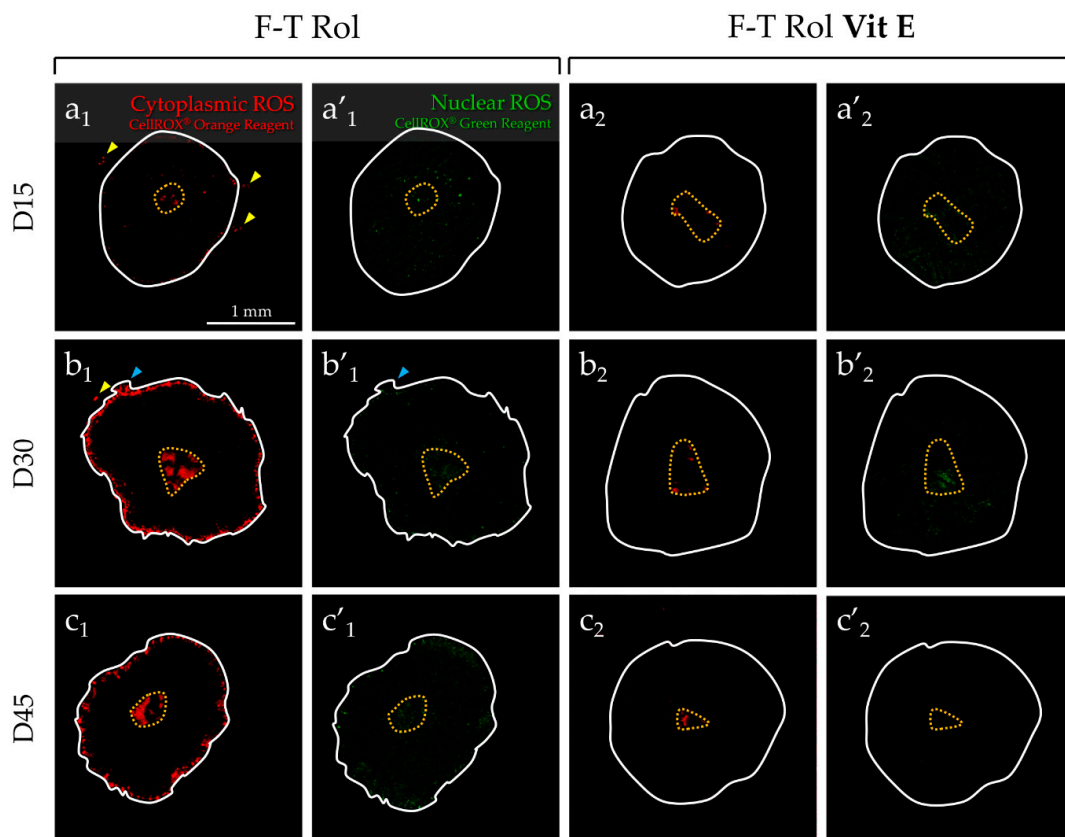 F-T Rol
F-T Rol Vit E
D15
a₁
Cytoplasmic ROS
CellROX® Orange Reagent
1 mm
a′₁
Nuclear ROS
CellROX® Green Reagent
a₂
a′₂
D30
b₁
b′₁
b₂
b′₂
D45
c₁
c′₁
c₂
c′₂